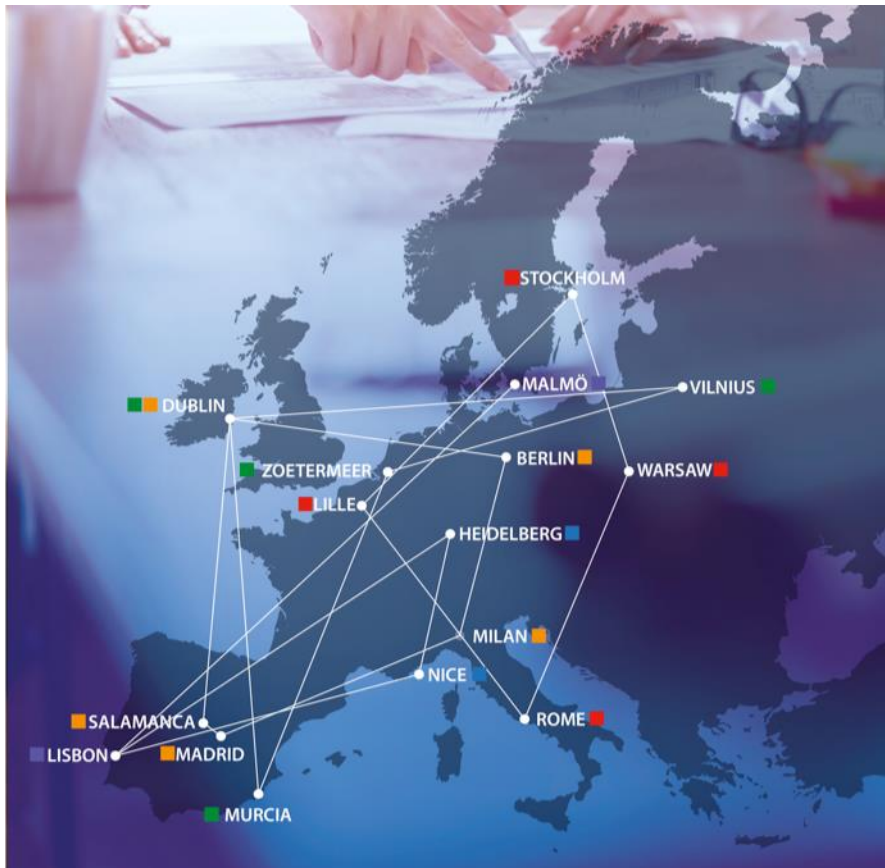 STOCKHOLM
MALMÖ
VILNIUS
DUBLIN
BERLIN
ZOETERMEER
WARSAW
LILLE
HEIDELBERG
MILAN
NICE
SALAMANCA
ROME
LISBON
MADRID
MURCIA